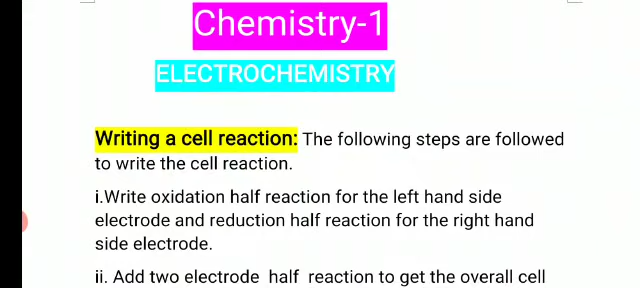 Chemistry-1
ELECTROCHEMISTRY
Writing a cell reaction: The following steps are followed
to write the cell reaction.
i.Write oxidation half reaction for the left hand side
electrode and reduction half reaction for the right hand
side electrode.
ii. Add two electrode  half  reaction to get the overall cell